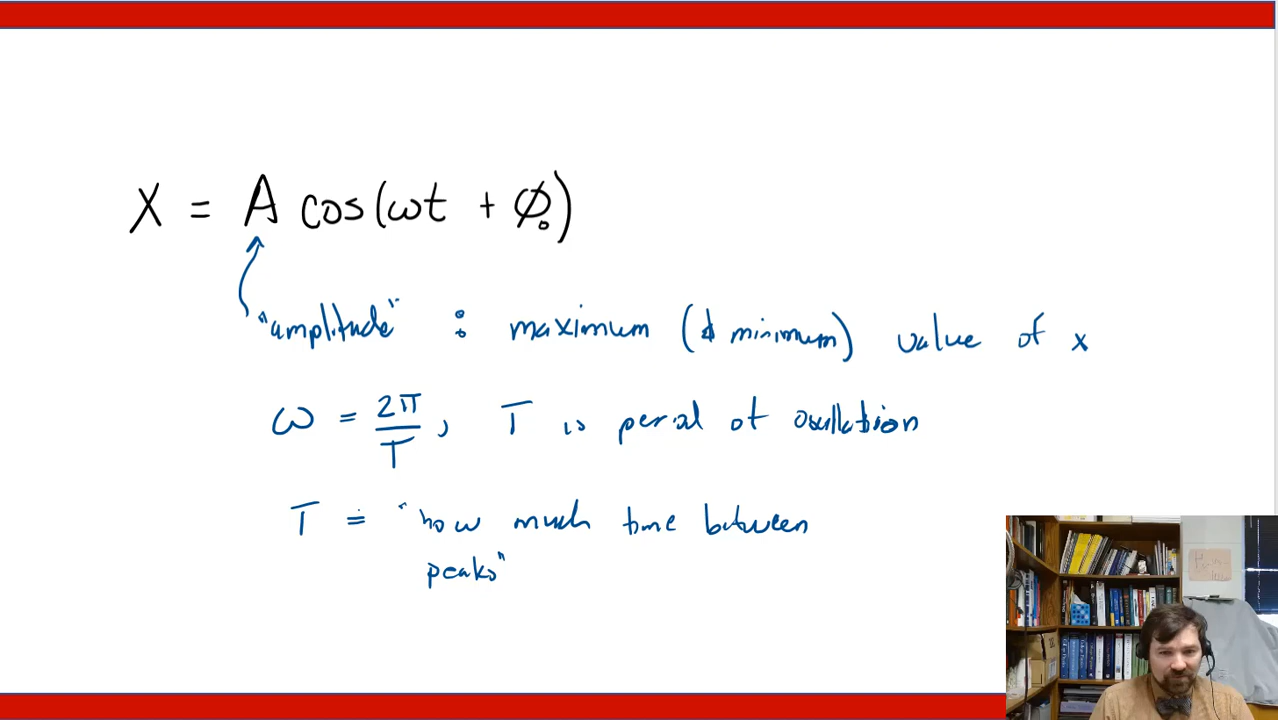 X = A cos(ωt + φ₀)
"amplitude" : maximum (& minimum) value of x
ω = 2π/T, T is period of oscillation
T = "how much time between
peaks"